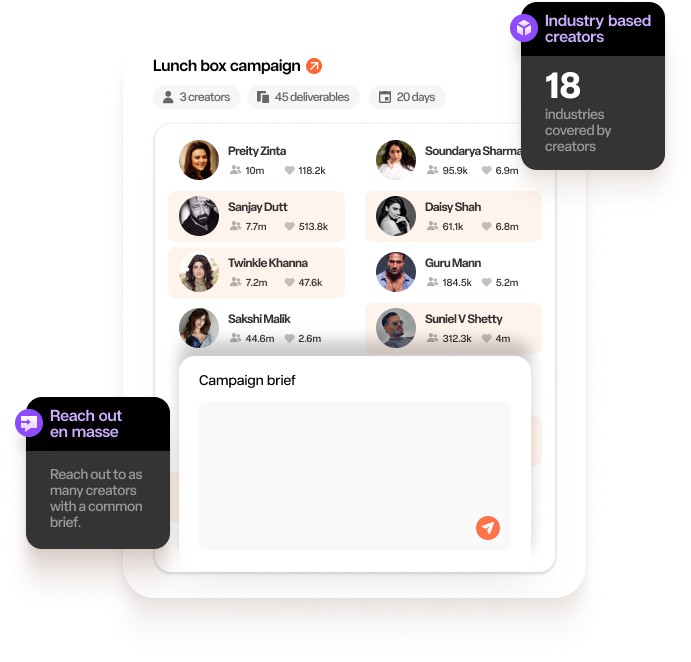 Industry based
creators
18
industries
covered by
creators
Lunch box campaign
3 creators
45 deliverables
20 days
Preity Zinta
10m 118.2k
Soundarya Sharma
95.9k 6.9m
Sanjay Dutt
7.7m 513.8k
Daisy Shah
61.1k 6.8m
Twinkle Khanna
7.2m 47.6k
Guru Mann
184.5k 5.2m
Sakshi Malik
44.6m 2.6m
Suniel V Shetty
312.3k 4m
Campaign brief
Reach out
en masse
Reach out to as
many creators
with a common
brief.